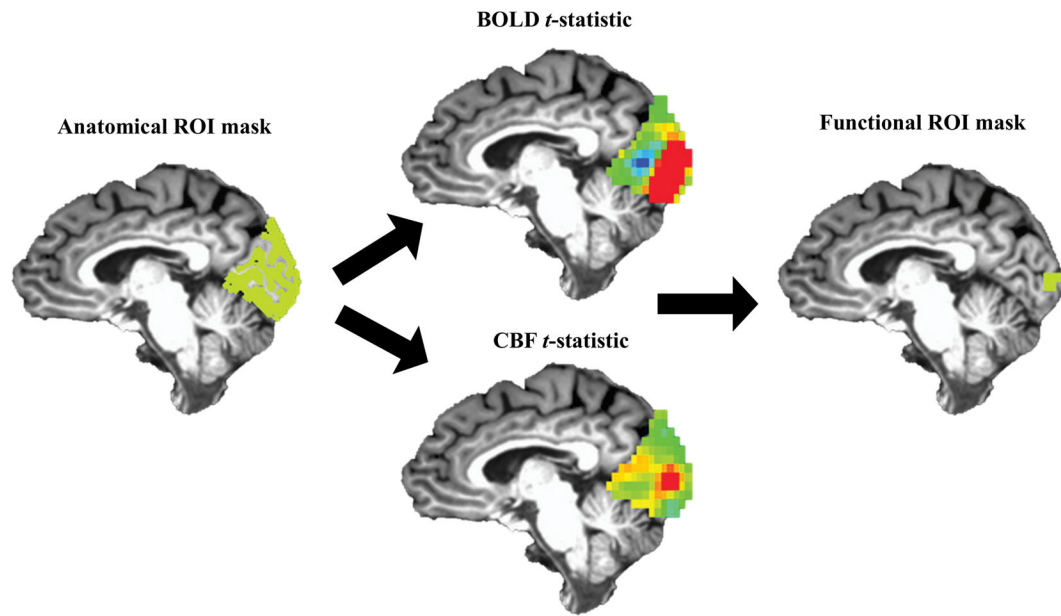 BOLD t-statistic
Anatomical ROI mask
Functional ROI mask
CBF t-statistic